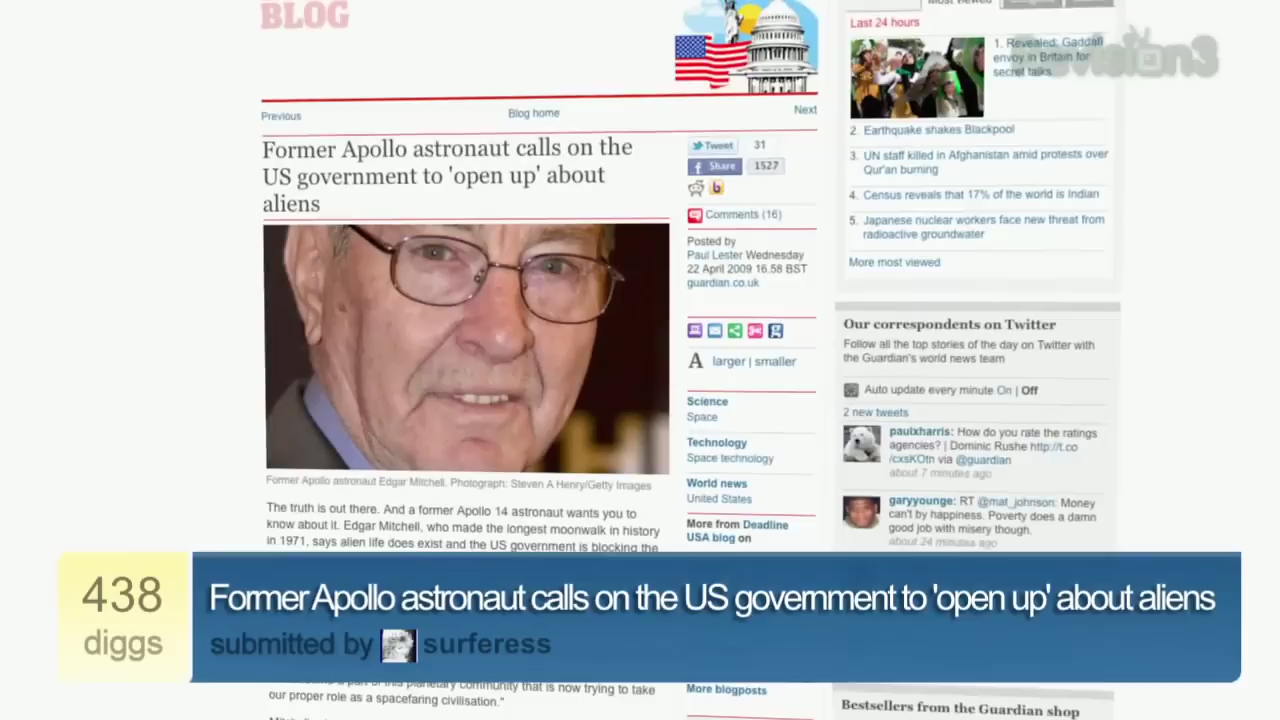 BLOG
Previous
Blog home
Next
Former Apollo astronaut calls on the
US government to 'open up' about
aliens
Former Apollo astronaut Edgar Mitchell. Photograph: Steven A Henry/Getty Images
The truth is out there. And a former Apollo 14 astronaut wants you to
know about it. Edgar Mitchell, who made the longest moonwalk in history
in 1971, says alien life does exist and the US government is blocking the
our proper role as a spacefaring civilisation."
Tweet 31
Share 1527
Comments (16)
Posted by
Paul Lester Wednesday
22 April 2009 16.58 BST
guardian.co.uk
A larger | smaller
Science
Space
Technology
Space technology
World news
United States
More from Deadline
USA blog on
More blogposts
Most viewed
Last 24 hours
1. Revealed: Gaddafi
envoy in Britain for
secret talks
2. Earthquake shakes Blackpool
3. UN staff killed in Afghanistan amid protests over
Qur'an burning
4. Census reveals that 17% of the world is Indian
5. Japanese nuclear workers face new threat from
radioactive groundwater
More most viewed
Our correspondents on Twitter
Follow all the top stories of the day on Twitter with
the Guardian's world news team
Auto update every minute On | Off
2 new tweets
paulxharris: How do you rate the ratings
agencies? | Dominic Rushe http://t.co
/cxsKOtn via @guardian
about 7 minutes ago
garyyounge: RT @mat_johnson: Money
can't by happiness. Poverty does a damn
good job with misery though.
about 24 minutes ago
Bestsellers from the Guardian shop
Revision3
438
diggs
Former Apollo astronaut calls on the US government to 'open up' about aliens
submitted by surferess